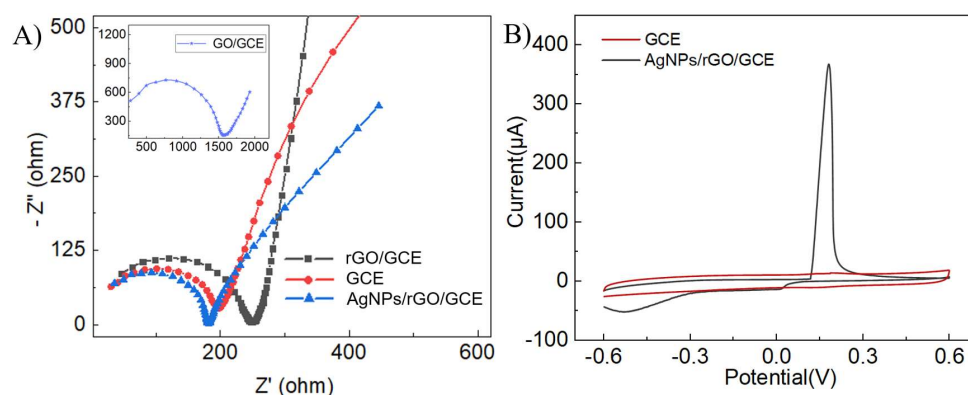 A)
520
375
250
125
0
- Z" (ohm)
200
400
600
Z' (ohm)
1200
900
600
300
500
1000
1500
2000
GO/GCE
rGO/GCE
GCE
AgNPs/rGO/GCE
B)
400
300
200
100
0
-100
Current(μA)
-0.6
-0.3
0.0
0.3
0.6
Potential(V)
GCE
AgNPs/rGO/GCE